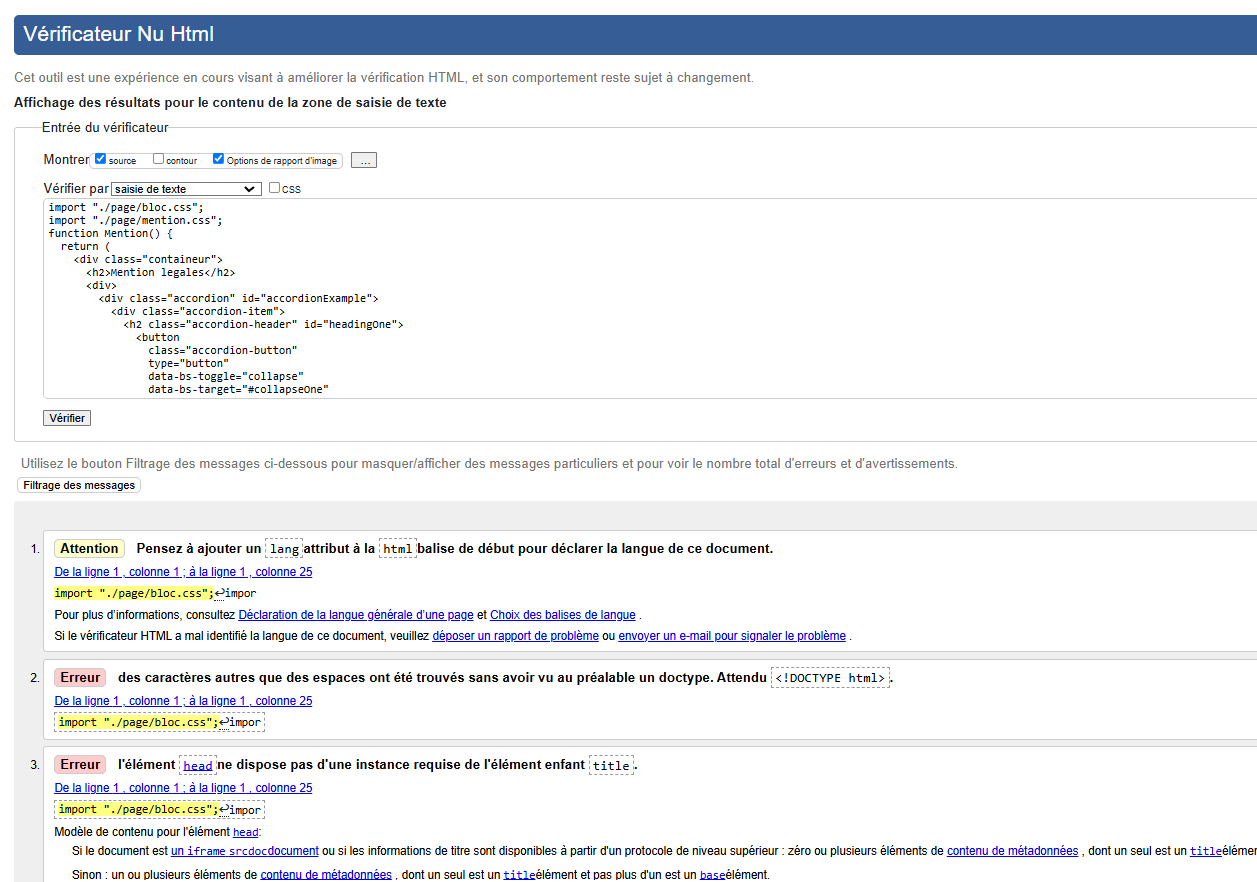 Vérificateur Nu Html
Cet outil est une expérience en cours visant à améliorer la vérification HTML, et son comportement reste sujet à changement.
Affichage des résultats pour le contenu de la zone de saisie de texte
Entrée du vérificateur
Montrer source contour Options de rapport d'image ...
Vérifier par saisie de texte CSS
import "./page/bloc.css";
import "./page/mention.css";
function Mention() {
return (
<div class="containeur">
<h2>Mention legales</h2>
<div>
<div class="accordion" id="accordionExample">
<div class="accordion-item">
<h2 class="accordion-header" id="headingOne">
<button
class="accordion-button"
type="button"
data-bs-toggle="collapse"
data-bs-target="#collapseOne"
Vérifier
Utilisez le bouton Filtrage des messages ci-dessous pour masquer/afficher des messages particuliers et pour voir le nombre total d'erreurs et d'avertissements.
Filtrage des messages
1. Attention Pensez à ajouter un lang attribut à la html balise de début pour déclarer la langue de ce document.
De la ligne 1 , colonne 1 ; à la ligne 1 , colonne 25
import "./page/bloc.css";↩impor
Pour plus d'informations, consultez Déclaration de la langue générale d'une page et Choix des balises de langue .
Si le vérificateur HTML a mal identifié la langue de ce document, veuillez déposer un rapport de problème ou envoyer un e-mail pour signaler le problème .
2. Erreur des caractères autres que des espaces ont été trouvés sans avoir vu au préalable un doctype. Attendu <!DOCTYPE html>.
De la ligne 1 , colonne 1 ; à la ligne 1 , colonne 25
import "./page/bloc.css";↩impor
3. Erreur l'élément head ne dispose pas d'une instance requise de l'élément enfant title.
De la ligne 1 , colonne 1 ; à la ligne 1 , colonne 25
import "./page/bloc.css";↩impor
Modèle de contenu pour l'élément head:
Si le document est un iframe srcdocdocument ou si les informations de titre sont disponibles à partir d'un protocole de niveau supérieur : zéro ou plusieurs éléments de contenu de métadonnées , dont un seul est un title
Sinon : un ou plusieurs éléments de contenu de métadonnées , dont un seul est un titleélément et pas plus d'un est un baseélément.